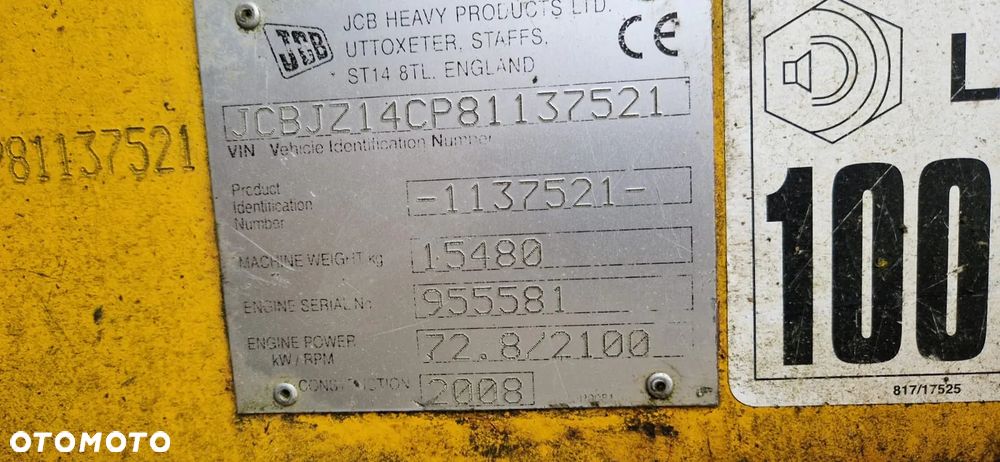 JCB
JCB HEAVY PRODUCTS LTD.
UTTOXETER, STAFFS.
ST14 8TL. ENGLAND
CE
JCBJZ14CP81137521
VIN Vehicle Identification Number
P81137521
Product
Identification
Number
-1137521-
MACHINE WEIGHT kg
15480
ENGINE SERIAL No
955581
ENGINE POWER
kW / RPM
72.8/2100
CONSTRUCTION
2008
L
100
817/17525
OTOMOTO